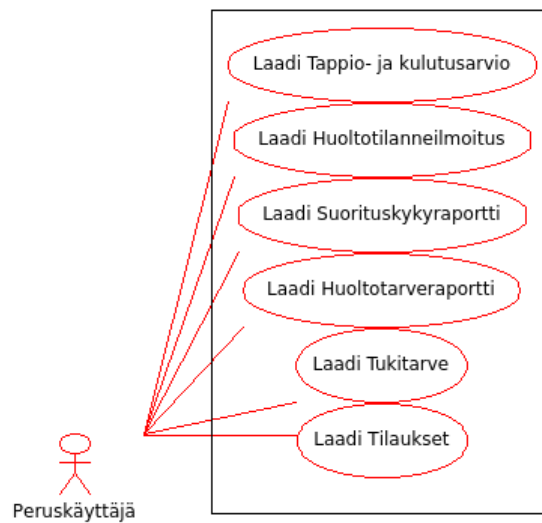 Laadi Tappio- ja kulutusarvio
Laadi Huoltotilanneilmoitus
Laadi Suorituskykyraportti
Laadi Huoltotarveraportti
Laadi Tukitarve
Laadi Tilaukset
Peruskäyttäjä